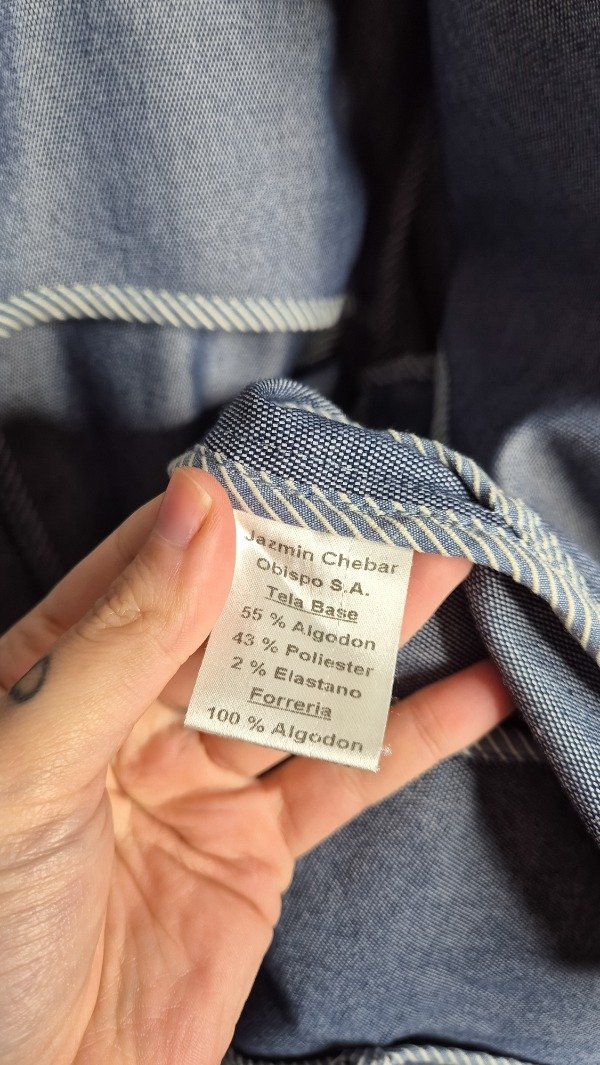 Jazmin Chebar
Obispo S.A.
Tela Base
55 % Algodon
43 % Poliester
2 % Elastano
Forreria
100 % Algodon